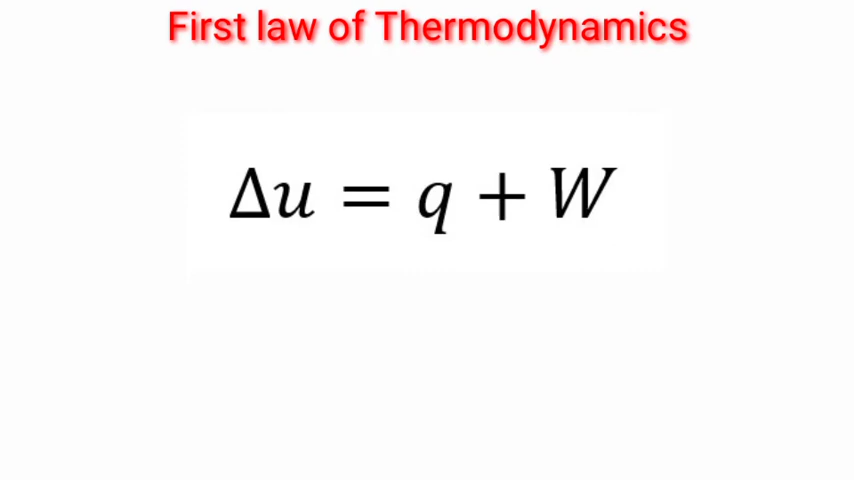 First law of Thermodynamics
Δu = q + W